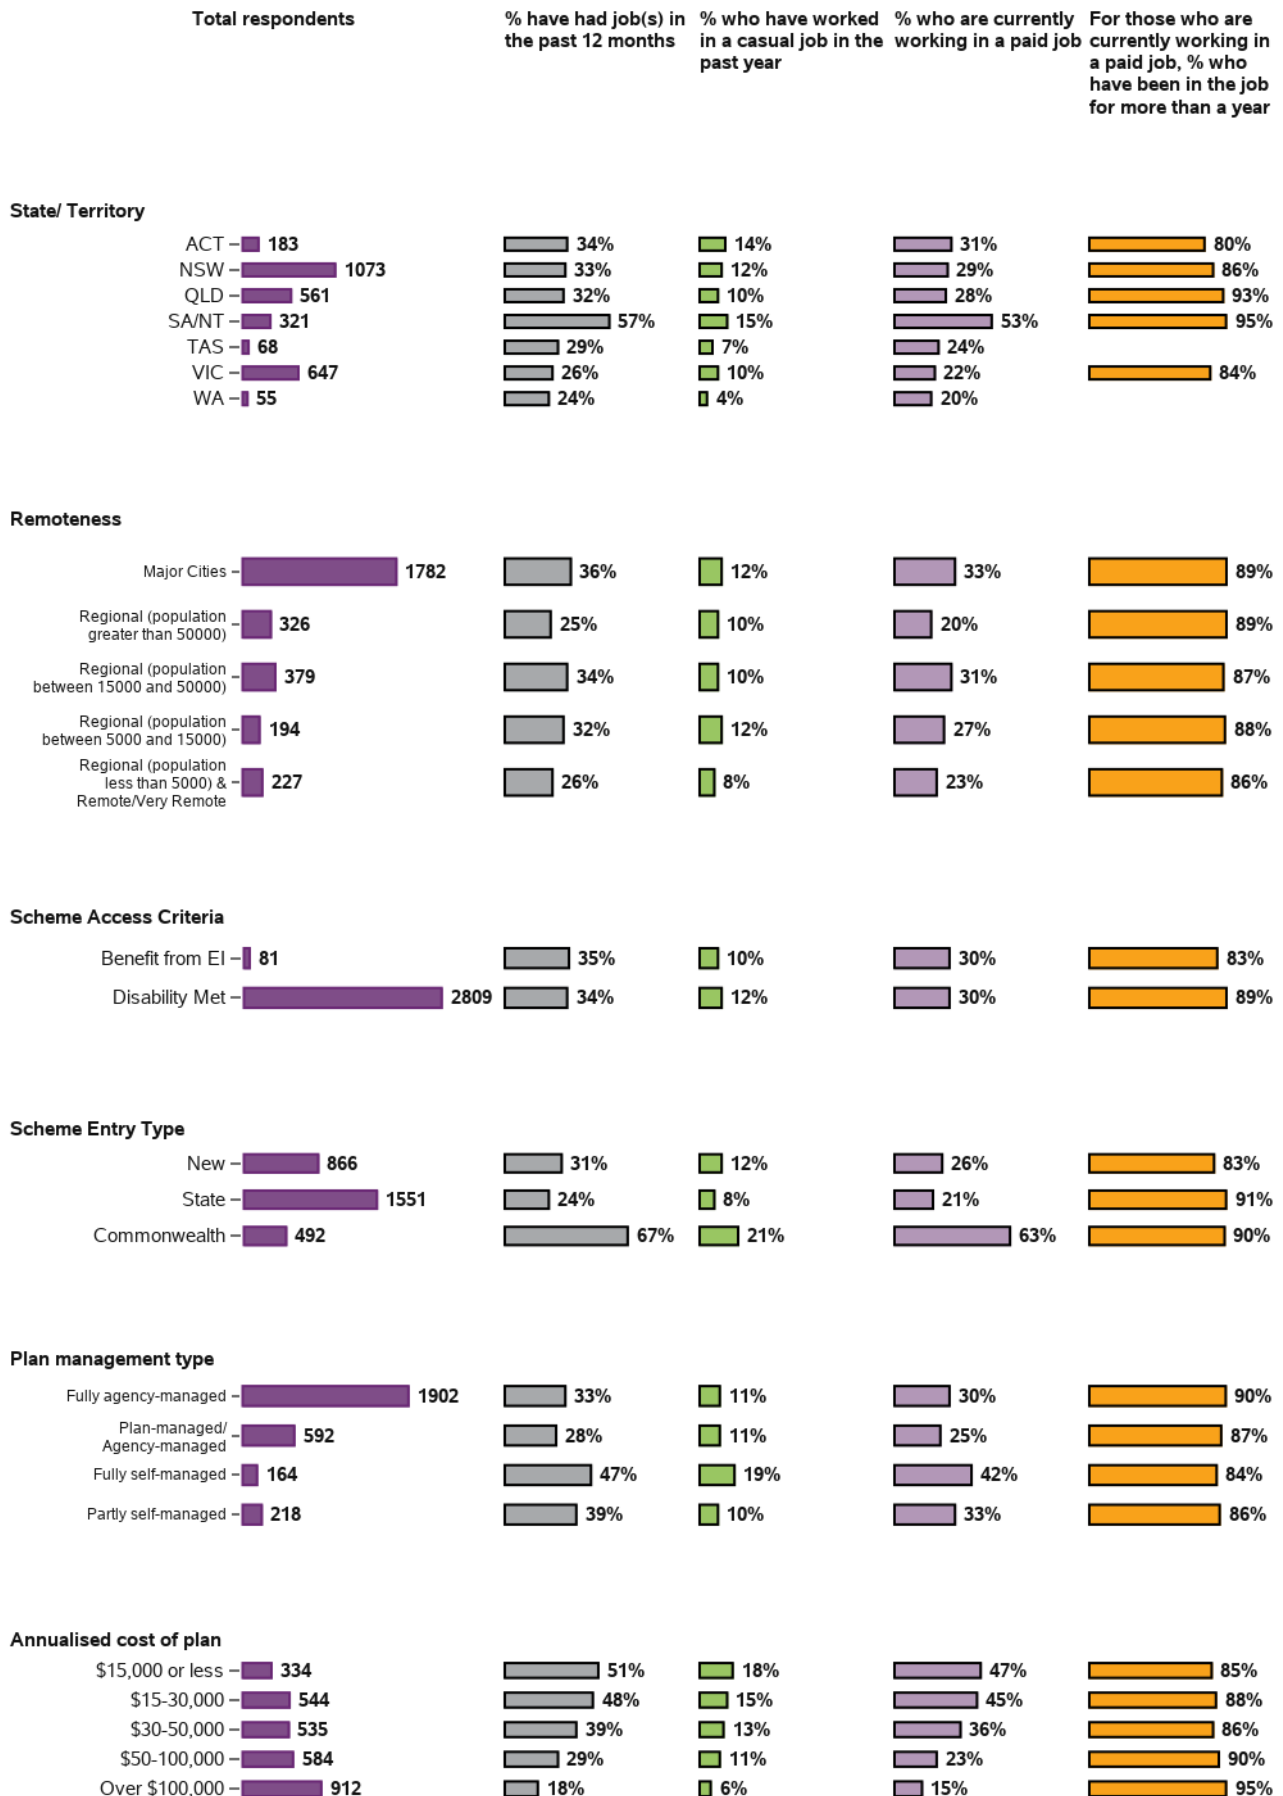 Total respondents
% have had job(s) in the past 12 months
% who have worked in a casual job in the past year
% who are currently working in a paid job
For those who are currently working in a paid job, % who have been in the job for more than a year
State/ Territory
ACT 183 34% 14% 31% 80%
NSW 1073 33% 12% 29% 86%
QLD 561 32% 10% 28% 93%
SA/NT 321 57% 15% 53% 95%
TAS 68 29% 7% 24%
VIC 647 26% 10% 22% 84%
WA 55 24% 4% 20%
Remoteness
Major Cities 1782 36% 12% 33% 89%
Regional (population greater than 50000) 326 25% 10% 20% 89%
Regional (population between 15000 and 50000) 379 34% 10% 31% 87%
Regional (population between 5000 and 15000) 194 32% 12% 27% 88%
Regional (population less than 5000) & Remote/Very Remote 227 26% 8% 23% 86%
Scheme Access Criteria
Benefit from EI 81 35% 10% 30% 83%
Disability Met 2809 34% 12% 30% 89%
Scheme Entry Type
New 866 31% 12% 26% 83%
State 1551 24% 8% 21% 91%
Commonwealth 492 67% 21% 63% 90%
Plan management type
Fully agency-managed 1902 33% 11% 30% 90%
Plan-managed/ Agency-managed 592 28% 11% 25% 87%
Fully self-managed 164 47% 19% 42% 84%
Partly self-managed 218 39% 10% 33% 86%
Annualised cost of plan
$15,000 or less 334 51% 18% 47% 85%
$15-30,000 544 48% 15% 45% 88%
$30-50,000 535 39% 13% 36% 86%
$50-100,000 584 29% 11% 23% 90%
Over $100,000 912 18% 6% 15% 95%